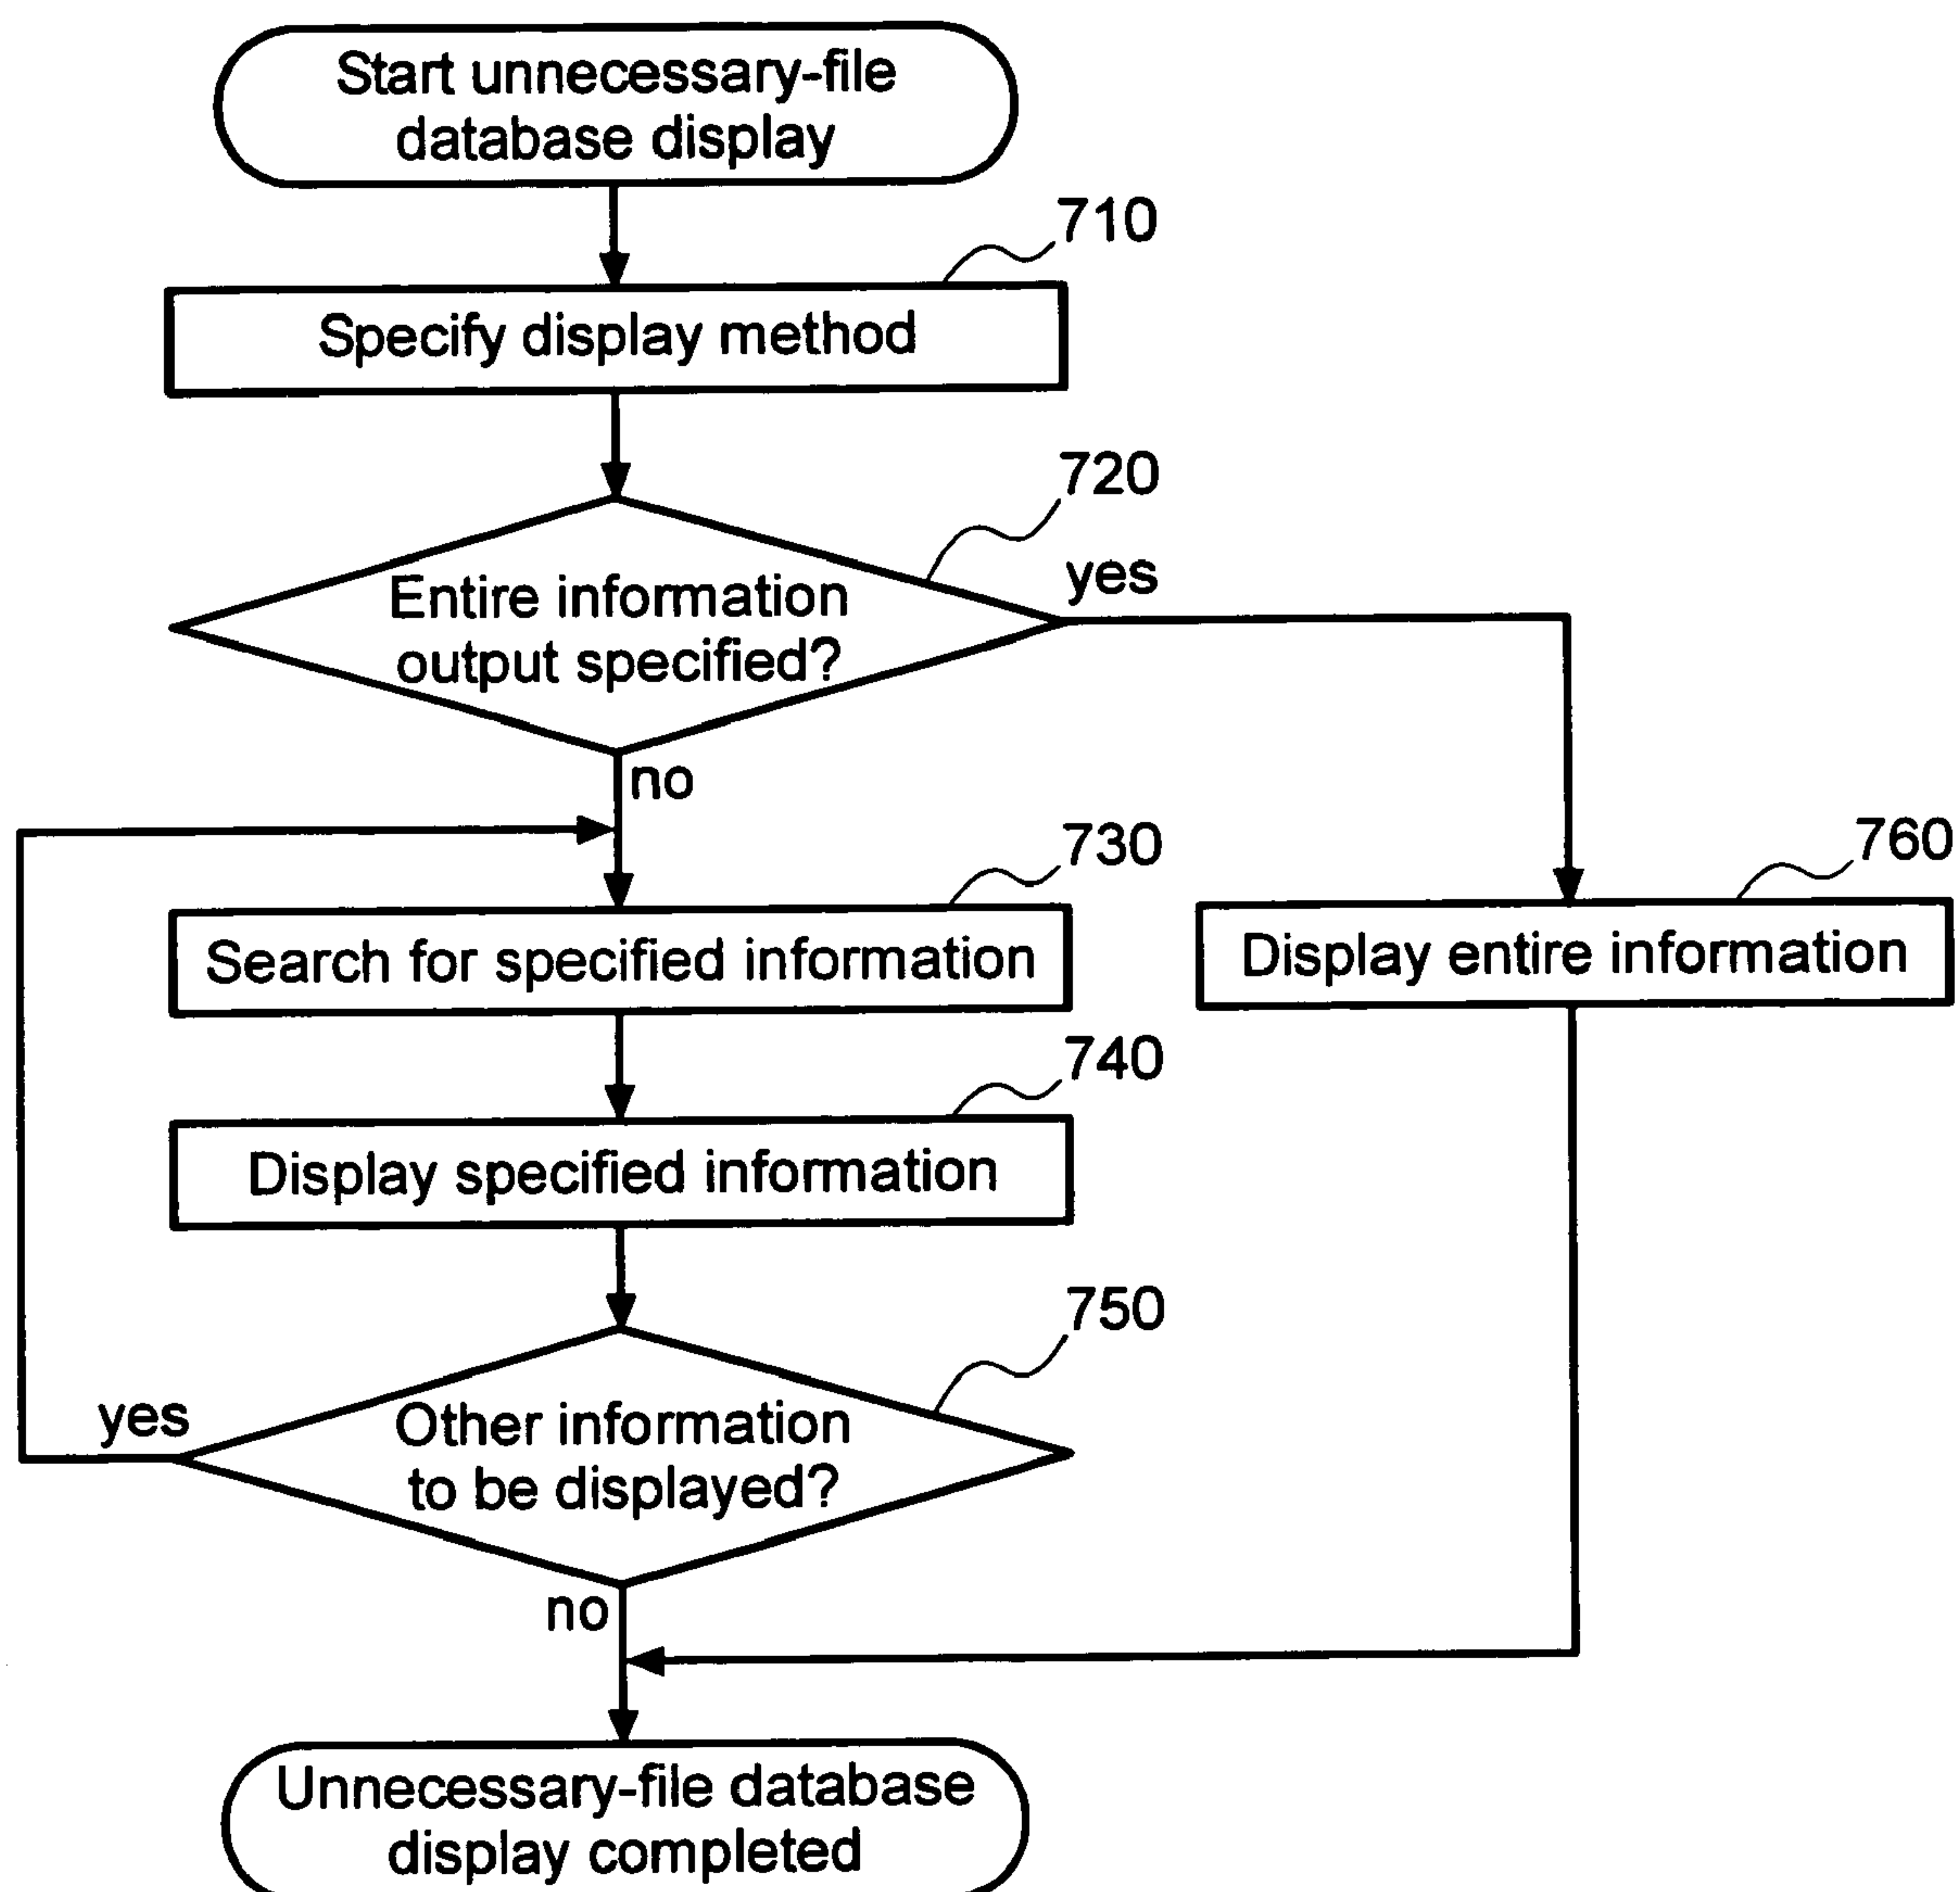 Start unnecessary-file
database display
710
Specify display method
720
Entire information
output specified?
yes
no
730
Search for specified information
760
Display entire information
740
Display specified information
750
Other information
to be displayed?
yes
no
Unnecessary-file database
display completed